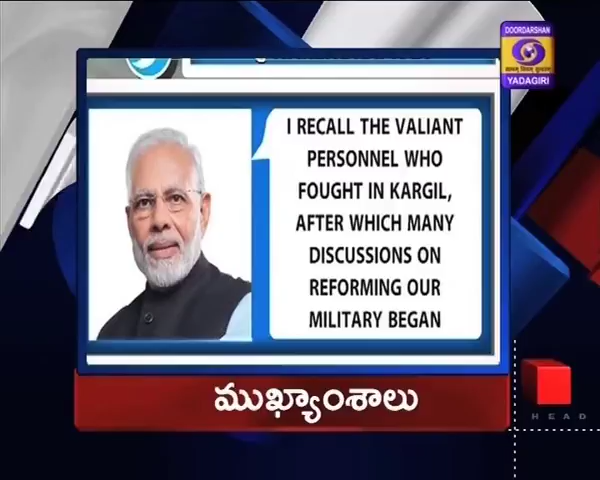 DOORDARSHAN
YADAGIRI
I RECALL THE VALIANT
PERSONNEL WHO
FOUGHT IN KARGIL,
AFTER WHICH MANY
DISCUSSIONS ON
REFORMING OUR
MILITARY BEGAN
ముఖ్యాంశాలు
HEAD